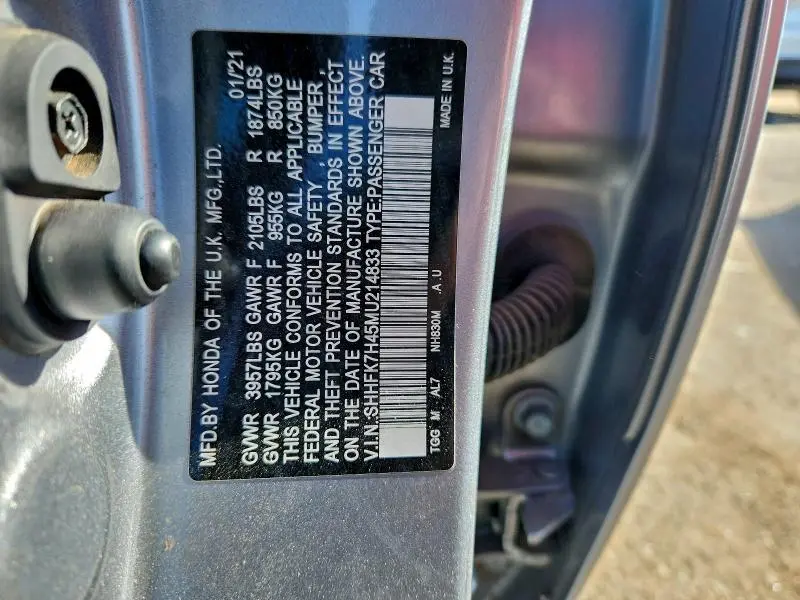 MFD.BY HONDA OF THE U.K. MFG.,LTD. 01/21
GVWR 3957LBS GAWR F 2105LBS R 1874LBS
GVWR 1795KG GAWR F 955KG R 850KG
THIS VEHICLE CONFORMS TO ALL APPLICABLE
FEDERAL MOTOR VEHICLE SAFETY, BUMPER,
AND THEFT PREVENTION STANDARDS IN EFFECT
ON THE DATE OF MANUFACTURE SHOWN ABOVE.
V.I.N.:SHHFK7H45MU214833 TYPE:PASSENGER CAR
TGG M AL7 NH830M .A .U MADE IN U.K.